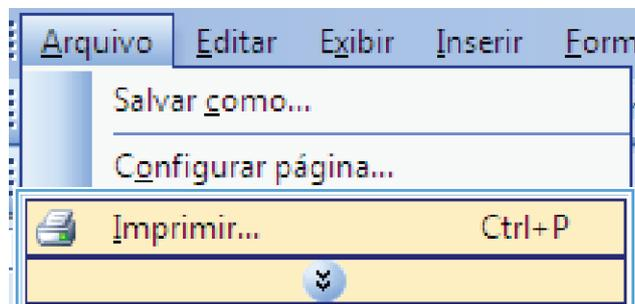 Arquivo Editar Exibir Inserir Form
Salvar como...
Configurar página...
Imprimir... Ctrl+P